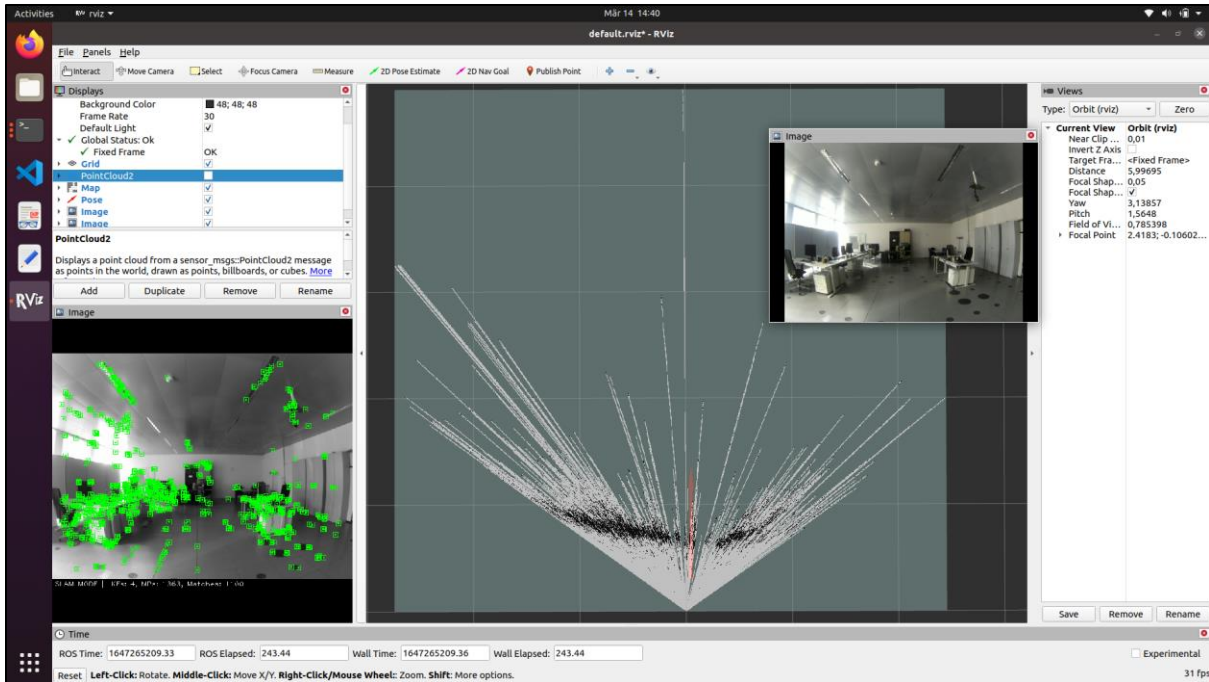 Activities
RViz rviz
Mär 14 14:40
default.rviz* - RViz
File Panels Help
Interact Move Camera Select Focus Camera Measure 2D Pose Estimate 2D Nav Goal Publish Point
Displays
Background Color 48; 48; 48
Frame Rate 30
Default Light
Global Status: Ok
Fixed Frame OK
Grid
PointCloud2
Map
Pose
Image
Image
PointCloud2
Displays a point cloud from a sensor_msgs::PointCloud2 message
as points in the world, drawn as points, billboards, or cubes. More
Add Duplicate Remove Rename
Image
SLAM MODE |
Image
Views
Type: Orbit (rviz) Zero
Current View Orbit (rviz)
Near Clip ... 0,01
Invert Z Axis
Target Fra... <Fixed Frame>
Distance 5,99695
Focal Shap... 0,05
Focal Shap...
Yaw 3,13857
Pitch 1,5648
Field of Vi... 0,785398
Focal Point 2.4183; -0.10602...
Save Remove Rename
RViz
Time
ROS Time: 1647265209.33 ROS Elapsed: 243.44 Wall Time: 1647265209.36 Wall Elapsed: 243.44 Experimental
Reset Left-Click: Rotate. Middle-Click: Move X/Y. Right-Click/Mouse Wheel:: Zoom. Shift: More options. 31 fps